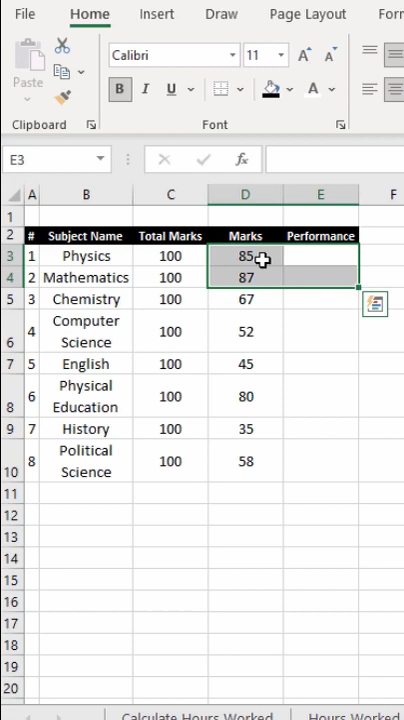 File Home Insert Draw Page Layout For
Calibri 11 A A
Paste B I U A
Clipboard Font
E3 fx
A B C D E F
1
2 # Subject Name Total Marks Marks Performance
3 1 Physics 100 85
4 2 Mathematics 100 87
5 3 Chemistry 100 67
Computer
6 4 Science 100 52
7 5 English 100 45
Physical
8 6 Education 100 80
9 7 History 100 35
Political
10 8 Science 100 58
11
12
13
14
15
16
17
18
19
20
Calculate Hours Worked Hours Worked